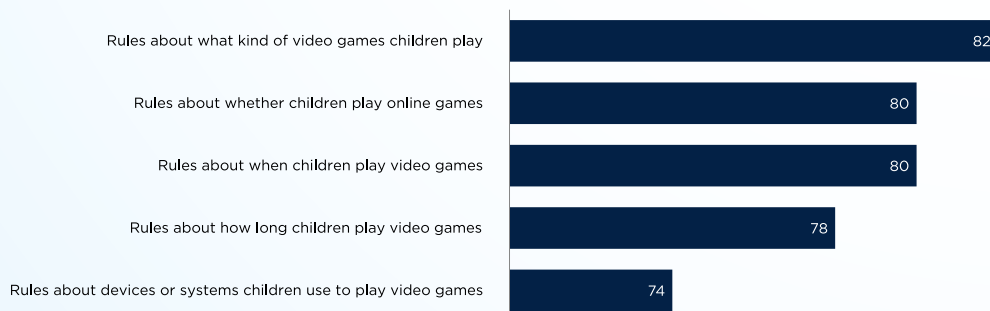 Rules about what kind of video games children play
82
Rules about whether children play online games
80
Rules about when children play video games
80
Rules about how long children play video games
78
Rules about devices or systems children use to play video games
74